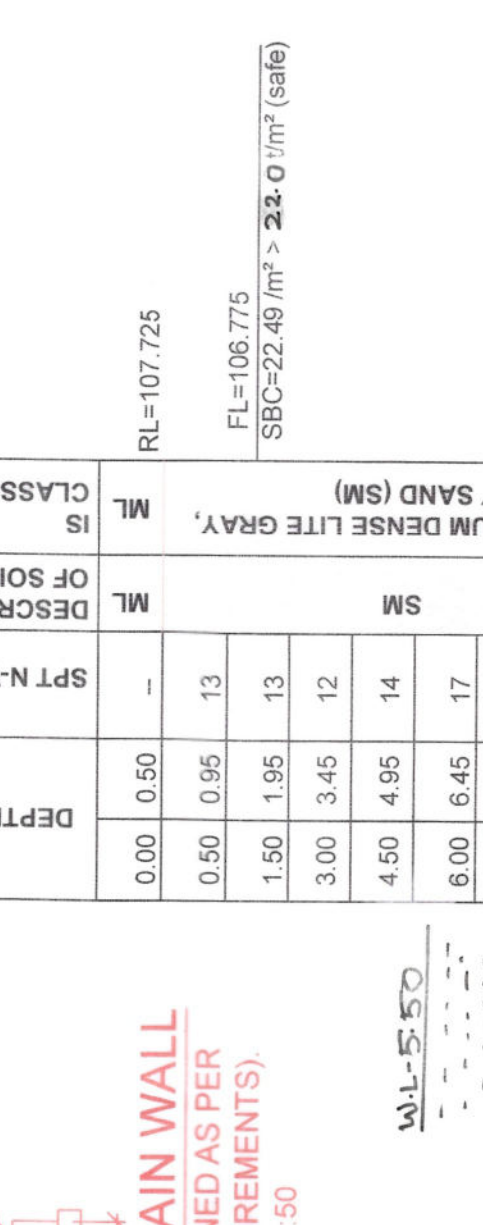 RL=107.725
FL=106.775
SBC=22.49 /m² > 22.0 t/m² (safe)
IS
CLASS
ML
UM DENSE LITE GRAY,
SAND (SM)
DESCR
OF SOI
ML
SM
SPT N-
--
13
13
12
14
17
DEPT
0.00 0.50
0.50 0.95
1.50 1.95
3.00 3.45
4.50 4.95
6.00 6.45
W.L-5.50
AIN WALL
NED AS PER
REMENTS).
:50